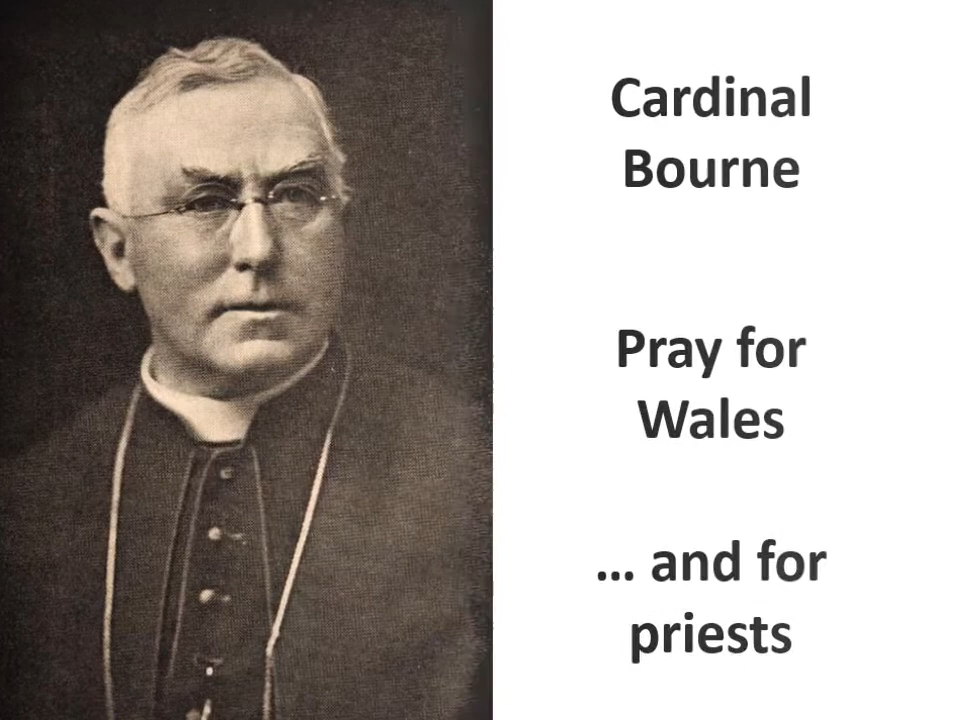 Cardinal
Bourne
Pray for
Wales
… and for
priests